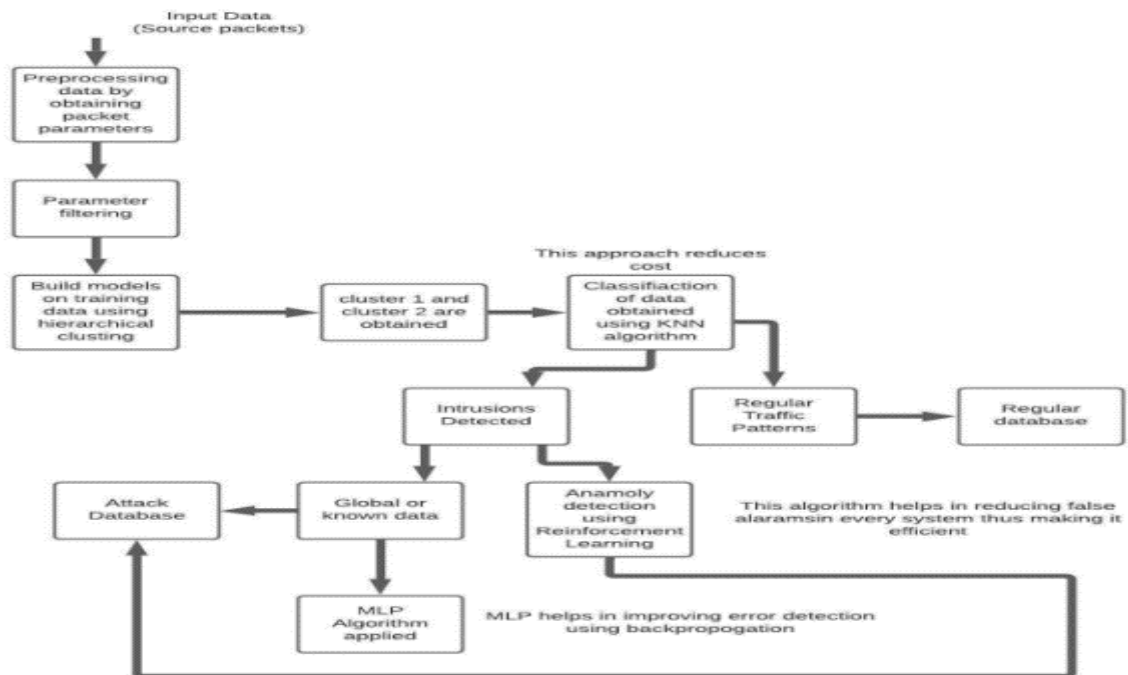 Input Data
(Source packets)
Preprocessing
data by
obtaining
packet
parameters
Parameter
filtering
Build models
on training
data using
hierarchical
clusting
cluster 1 and
cluster 2 are
obtained
This approach reduces
cost
Classifiaction
of data
obtained
using KNN
algorithm
Intrusions
Detected
Regular
Traffic
Patterns
Regular
database
Attack
Database
Global or
known data
Anamoly
detection
using
Reinforcement
Learning
This algorithm helps in reducing false
alaramsin every system thus making it
efficient
MLP
Algorithm
applied
MLP helps in improving error detection
using backpropogation